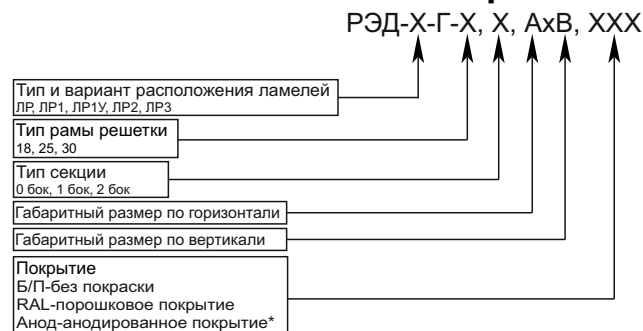 РЭД-Х-Г-Х, Х, АхВ, ХХХ
Тип и вариант расположения ламелей
ЛР, ЛР1, ЛР1У, ЛР2, ЛР3
Тип рамы решетки
18, 25, 30
Тип секции
0 бок, 1 бок, 2 бок
Габаритный размер по горизонтали
Габаритный размер по вертикали
Покрытие
Б/П-без покраски
RAL-порошковое покрытие
Анод-анодированное покрытие*